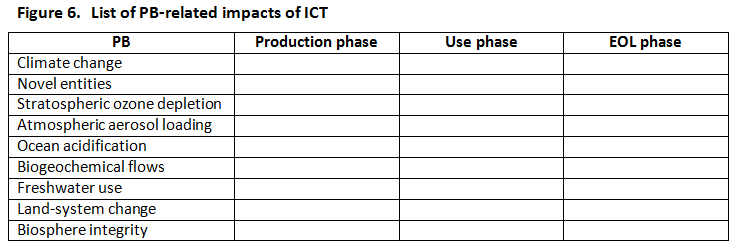 Figure 6. List of PB-related impacts of ICT
PB Production phase Use phase EOL phase
Climate change
Novel entities
Stratospheric ozone depletion
Atmospheric aerosol loading
Ocean acidification
Biogeochemical flows
Freshwater use
Land-system change
Biosphere integrity